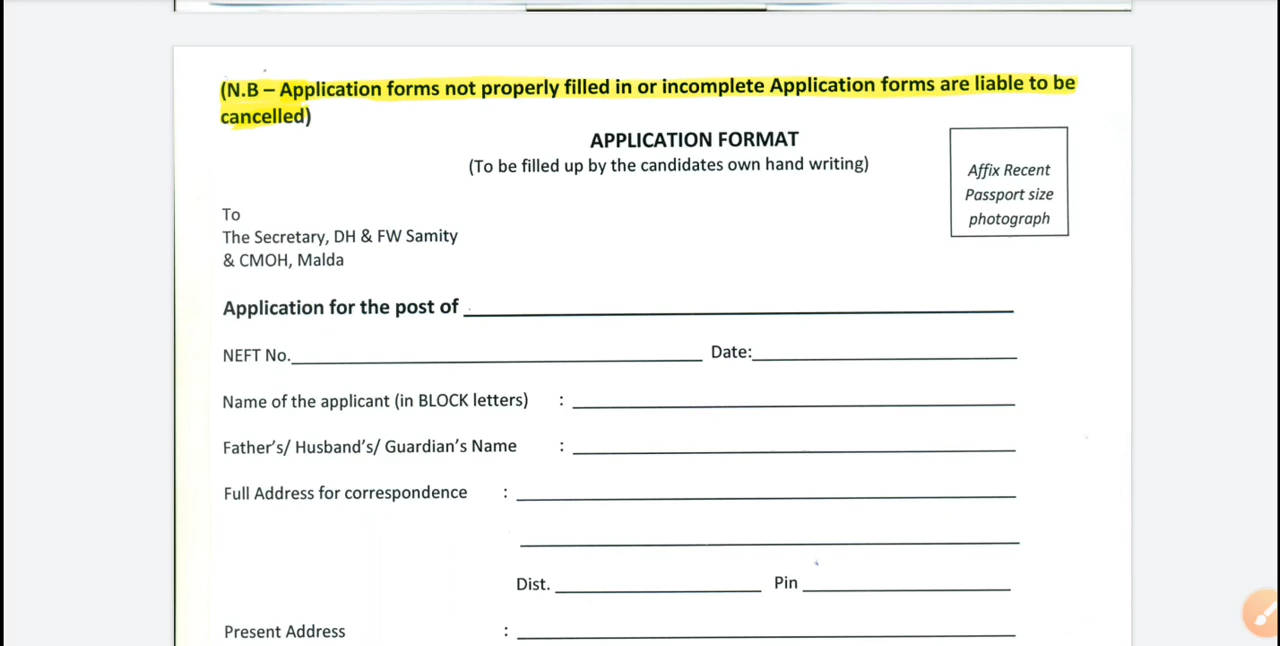 (N.B – Application forms not properly filled in or incomplete Application forms are liable to be
cancelled)
APPLICATION FORMAT
(To be filled up by the candidates own hand writing)
Affix Recent
Passport size
photograph
To
The Secretary, DH & FW Samity
& CMOH, Malda
Application for the post of
NEFT No. Date:
Name of the applicant (in BLOCK letters) :
Father's/ Husband's/ Guardian's Name :
Full Address for correspondence :
Dist. Pin
Present Address :